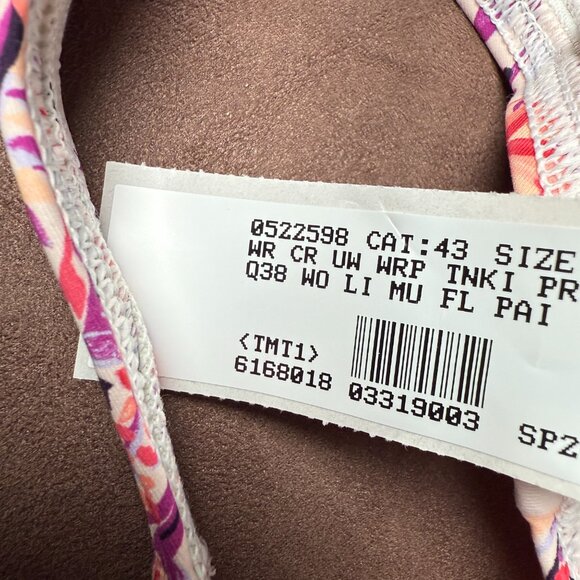 0522598 CAT:43 SIZE
WR CR UW WRP TNKI PR
Q38 WO LI MU FL PAI
<TMT1>
6168018 03319003
SPZ